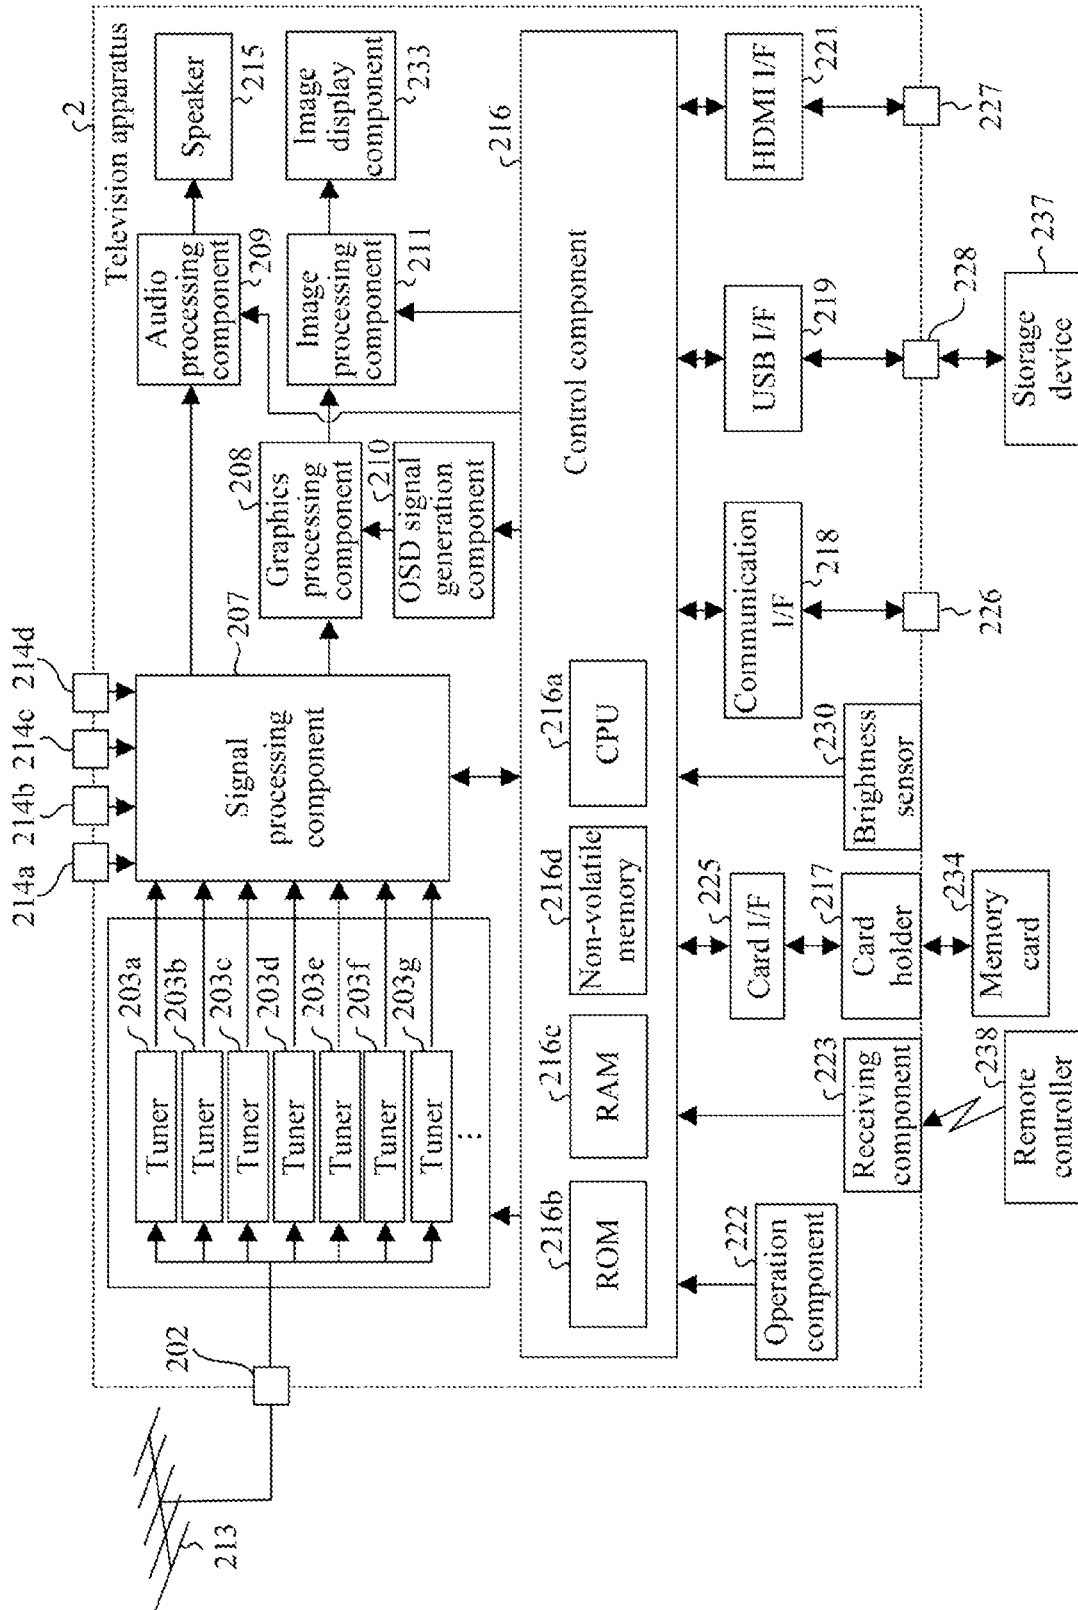 2
Television apparatus
213
202
214a
214b
214c
214d
203a
203b
203c
203d
203e
203f
203g
Tuner
Tuner
Tuner
Tuner
Tuner
Tuner
Tuner
207
Signal
processing
component
208
Graphics
processing
component
210
OSD signal
generation
component
Audio
processing
component
209
Image
processing
component
211
Speaker
215
Image
display
component
233
216
Control component
216b
ROM
216c
RAM
216d
Non-volatile
memory
216a
CPU
222
Operation
component
223
Receiving
component
238
Remote
controller
225
Card I/F
217
Card
holder
234
Memory
card
230
Brightness
sensor
Communication
I/F
218
226
USB I/F
219
228
237
Storage
device
HDMI I/F
221
227